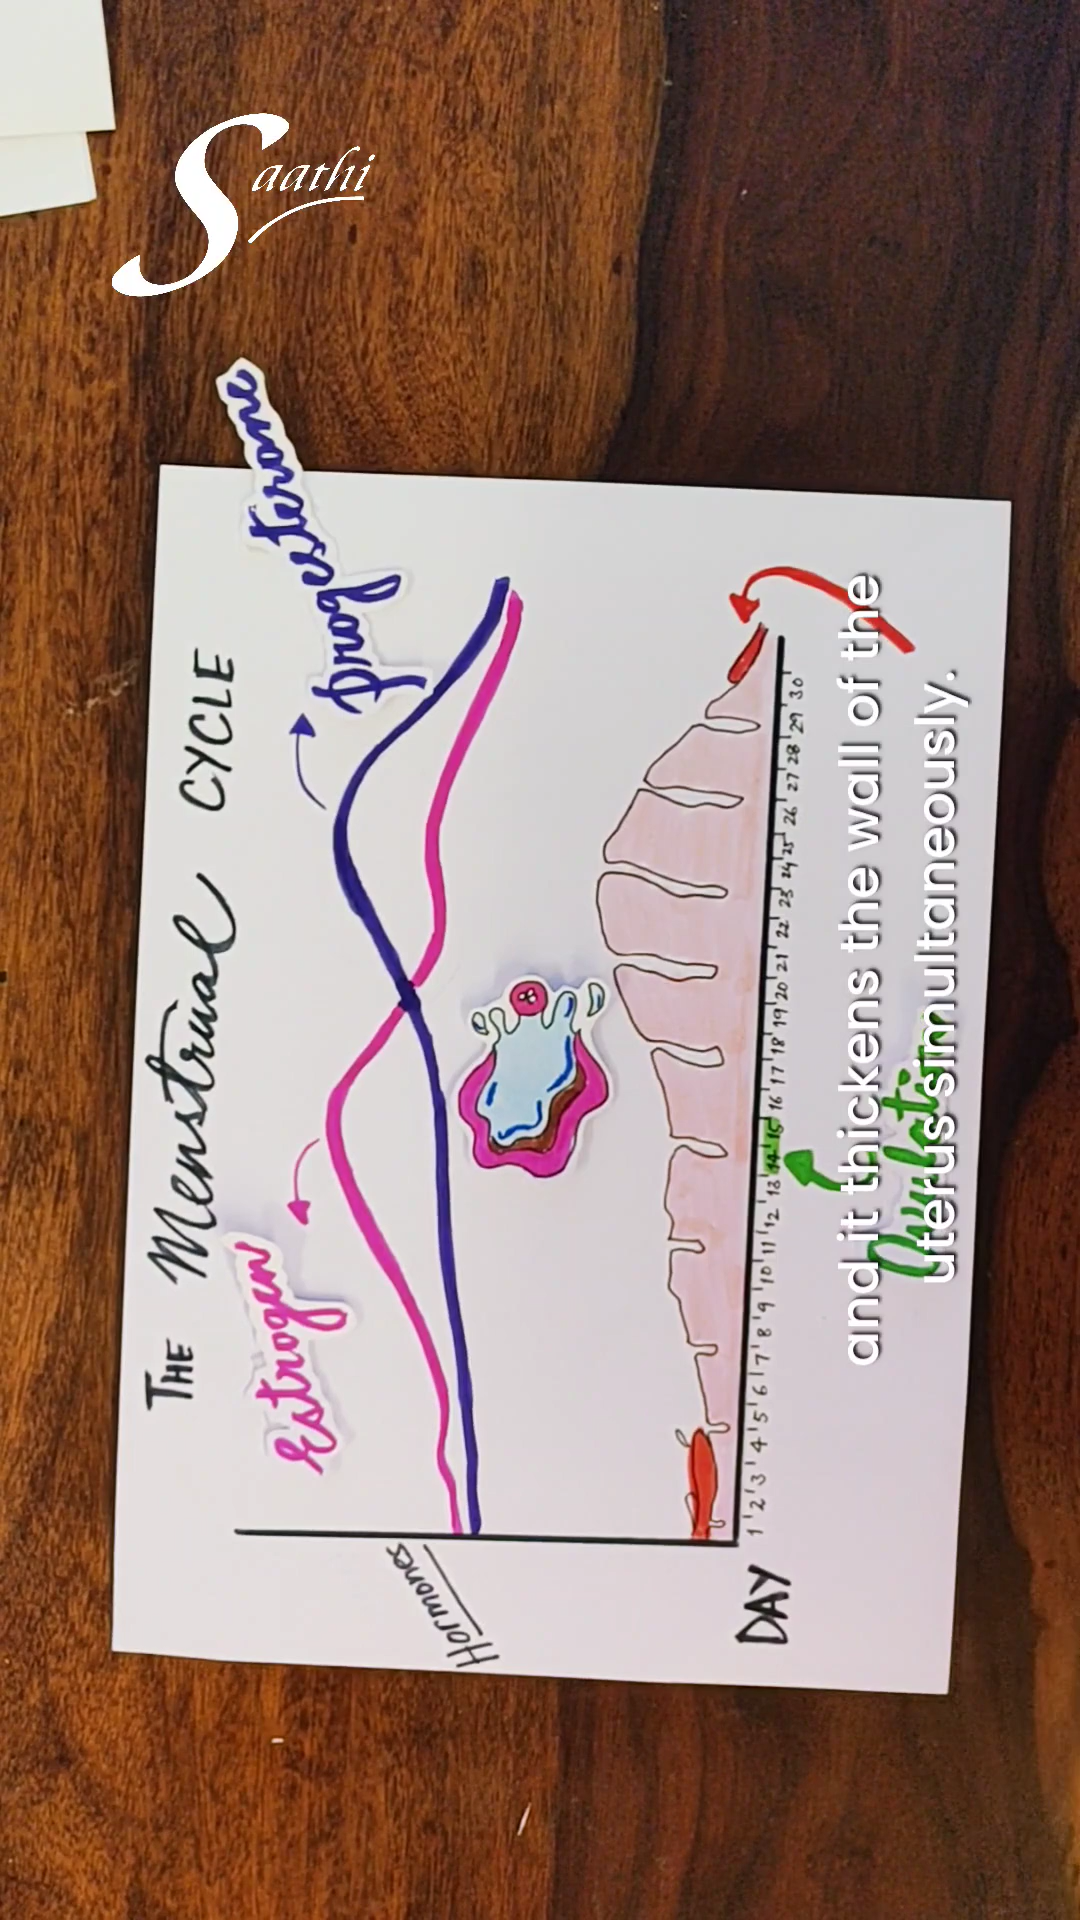 Saathi
THE Menstrual CYCLE
Estrogen
Progesterone
Hormones
DAY
1 2 3 4 5 6 7 8 9 10 11 12 13 14 15 16 17 18 19 20 21 22 23 24 25 26 27 28 29 30
Ovulation
and it thickens the wall of the
uterus simultaneously.